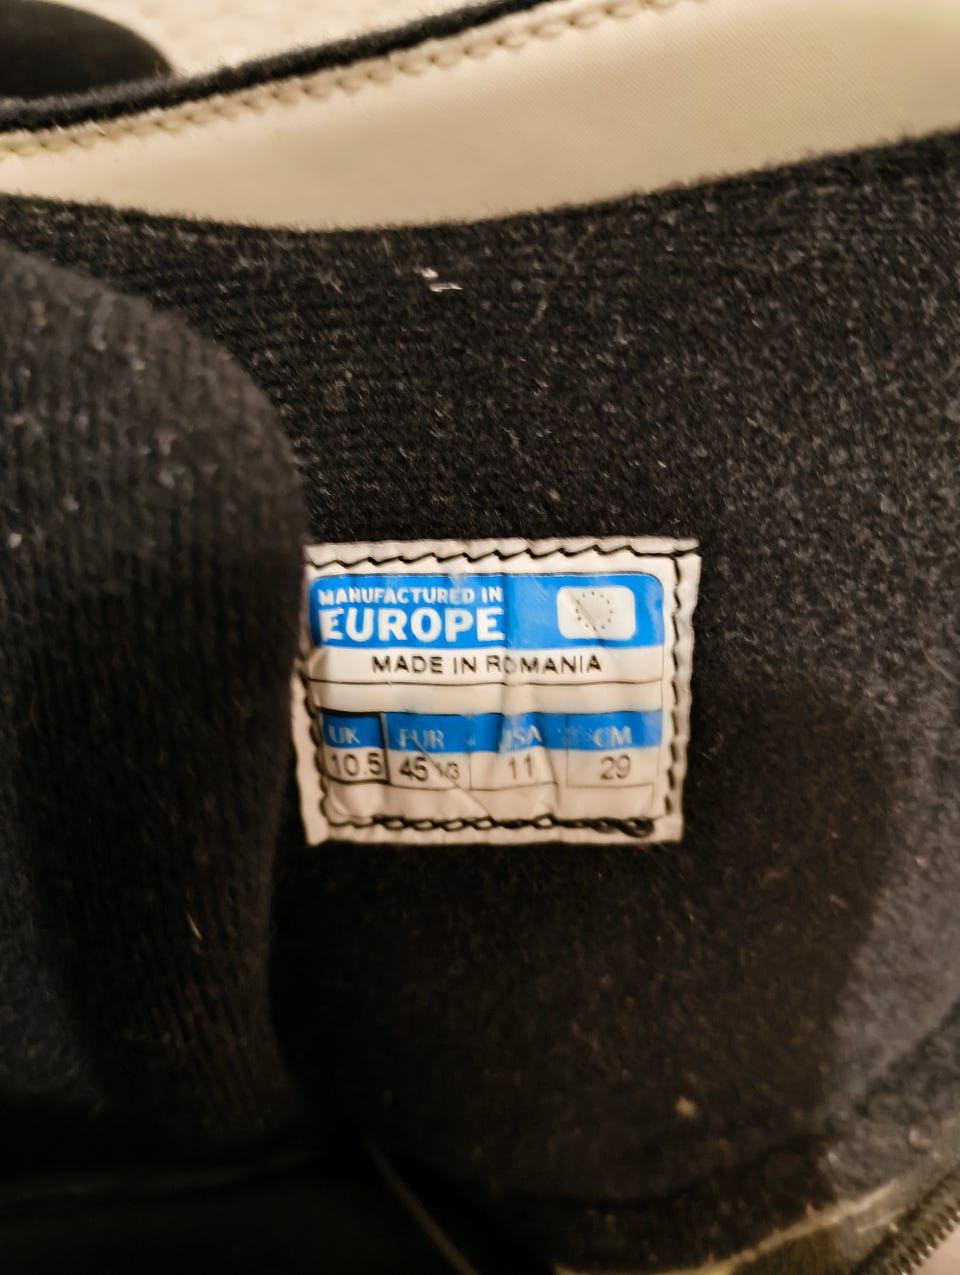 MANUFACTURED IN
EUROPE
MADE IN ROMANIA
UK EUR USA CM
10.5 45 1/3 11 29